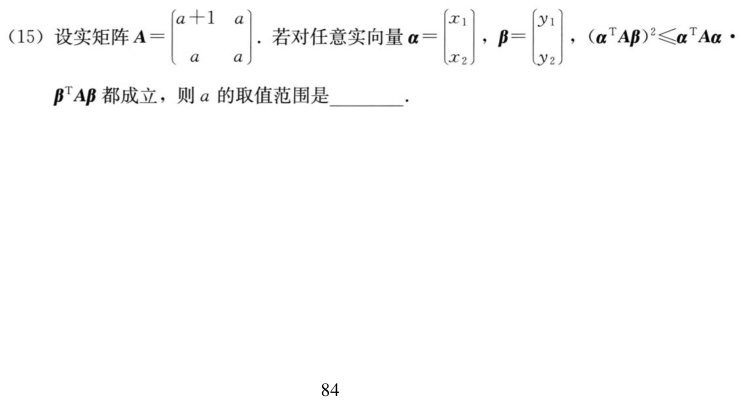 (15) 设实矩阵 A=(a+1 a
a a). 若对任意实向量 α=(x₁
x₂), β=(y₁
y₂), (αᵀAβ)²≤αᵀAα·
βᵀAβ 都成立，则 a 的取值范围是________.
84